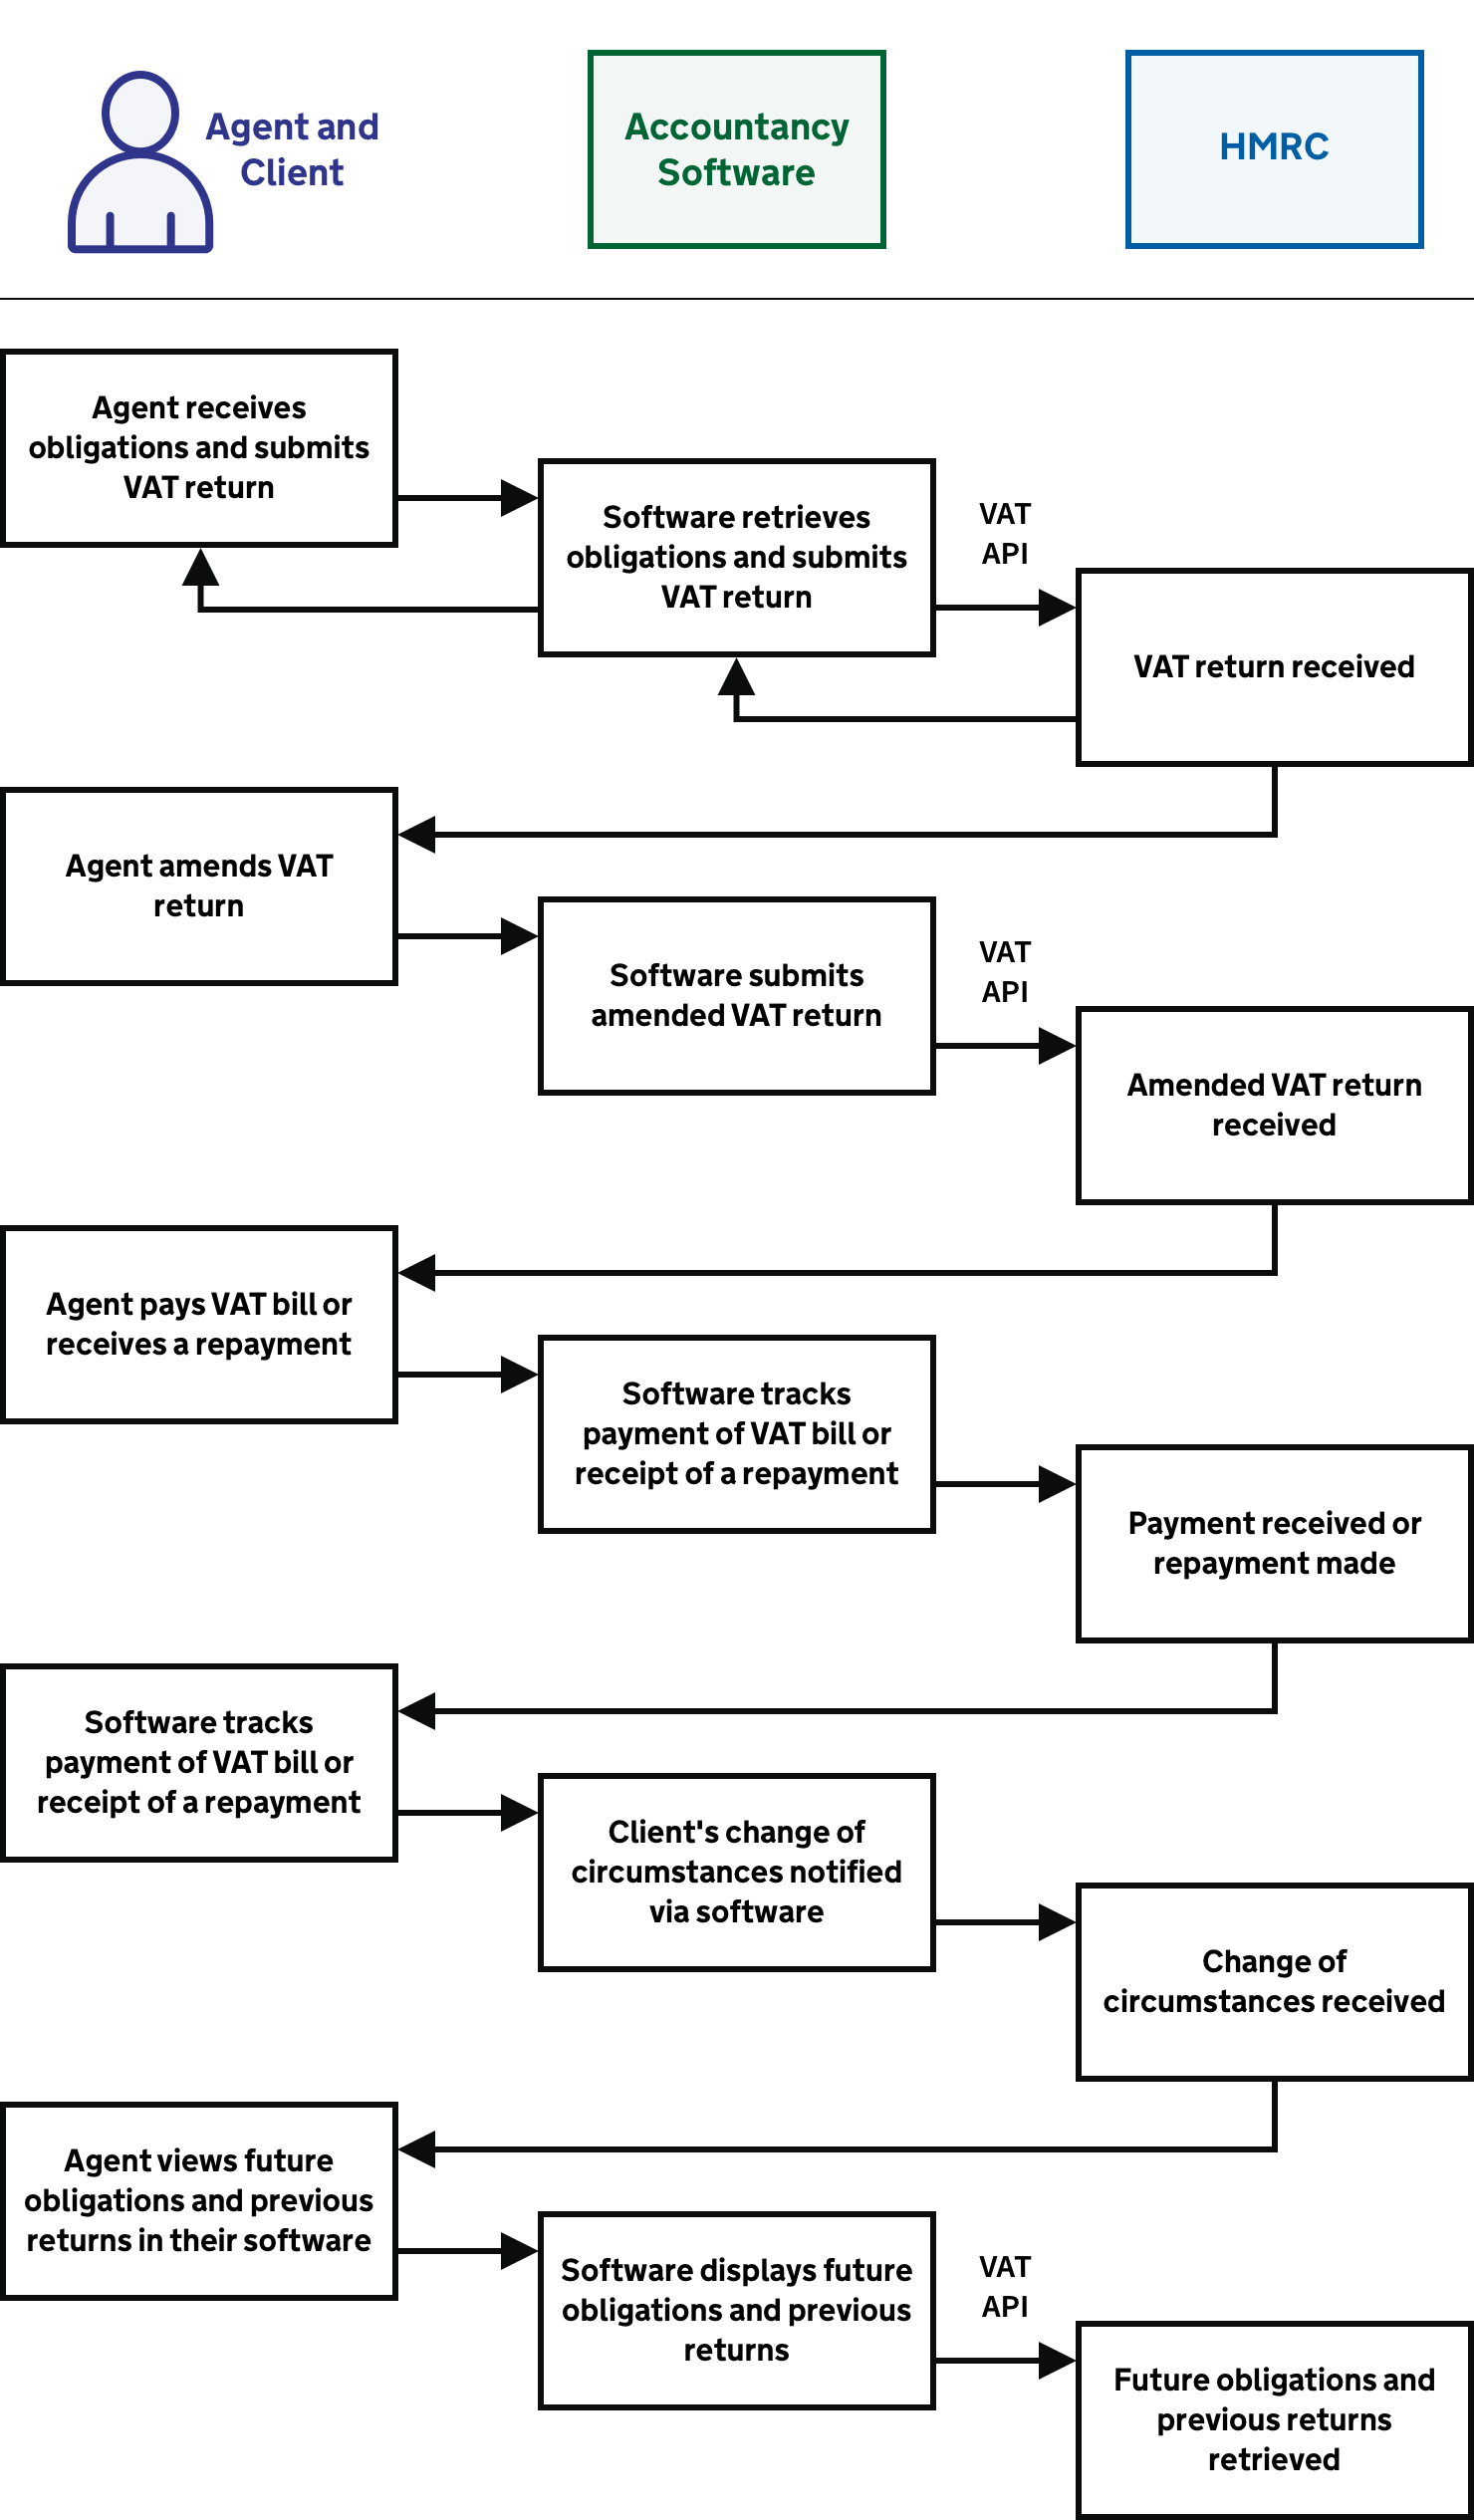 Agent and
Client
Accountancy
Software
HMRC
Agent receives
obligations and submits
VAT return
Software retrieves
obligations and submits
VAT return
VAT
API
VAT return received
Agent amends VAT
return
Software submits
amended VAT return
VAT
API
Amended VAT return
received
Agent pays VAT bill or
receives a repayment
Software tracks
payment of VAT bill or
receipt of a repayment
Payment received or
repayment made
Software tracks
payment of VAT bill or
receipt of a repayment
Client's change of
circumstances notified
via software
Change of
circumstances received
Agent views future
obligations and previous
returns in their software
Software displays future
obligations and previous
returns
VAT
API
Future obligations and
previous returns
retrieved